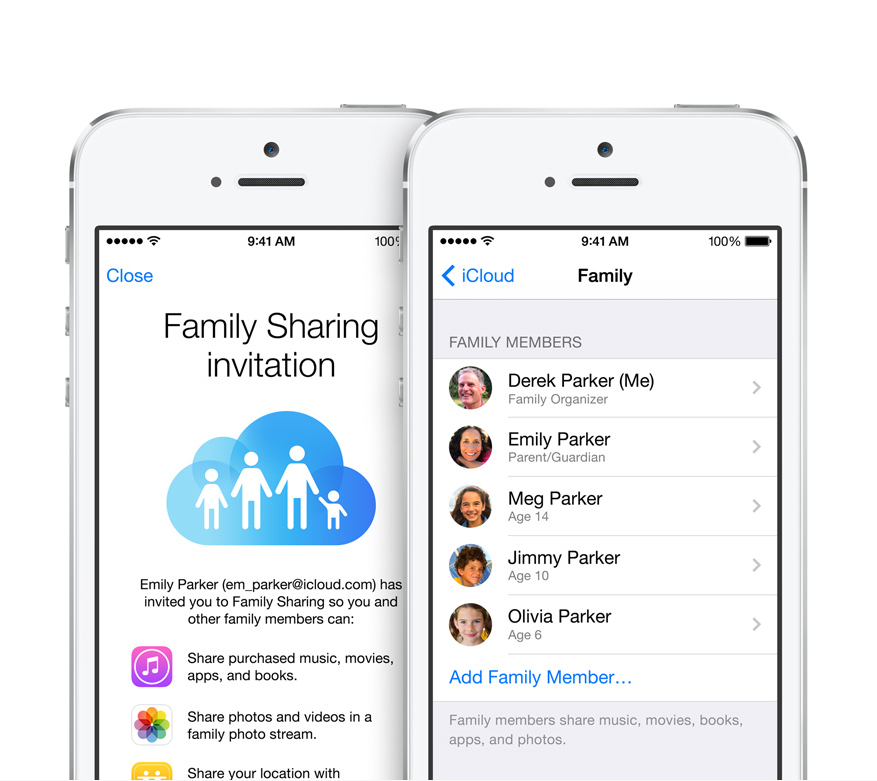 9:41 AM
100%
Close
Family Sharing
invitation
Emily Parker (em_parker@icloud.com) has
invited you to Family Sharing so you and
other family members can:
Share purchased music, movies,
apps, and books.
Share photos and videos in a
family photo stream.
Share your location with
9:41 AM
100%
iCloud
Family
FAMILY MEMBERS
Derek Parker (Me)
Family Organizer
Emily Parker
Parent/Guardian
Meg Parker
Age 14
Jimmy Parker
Age 10
Olivia Parker
Age 6
Add Family Member…
Family members share music, movies, books,
apps, and photos.